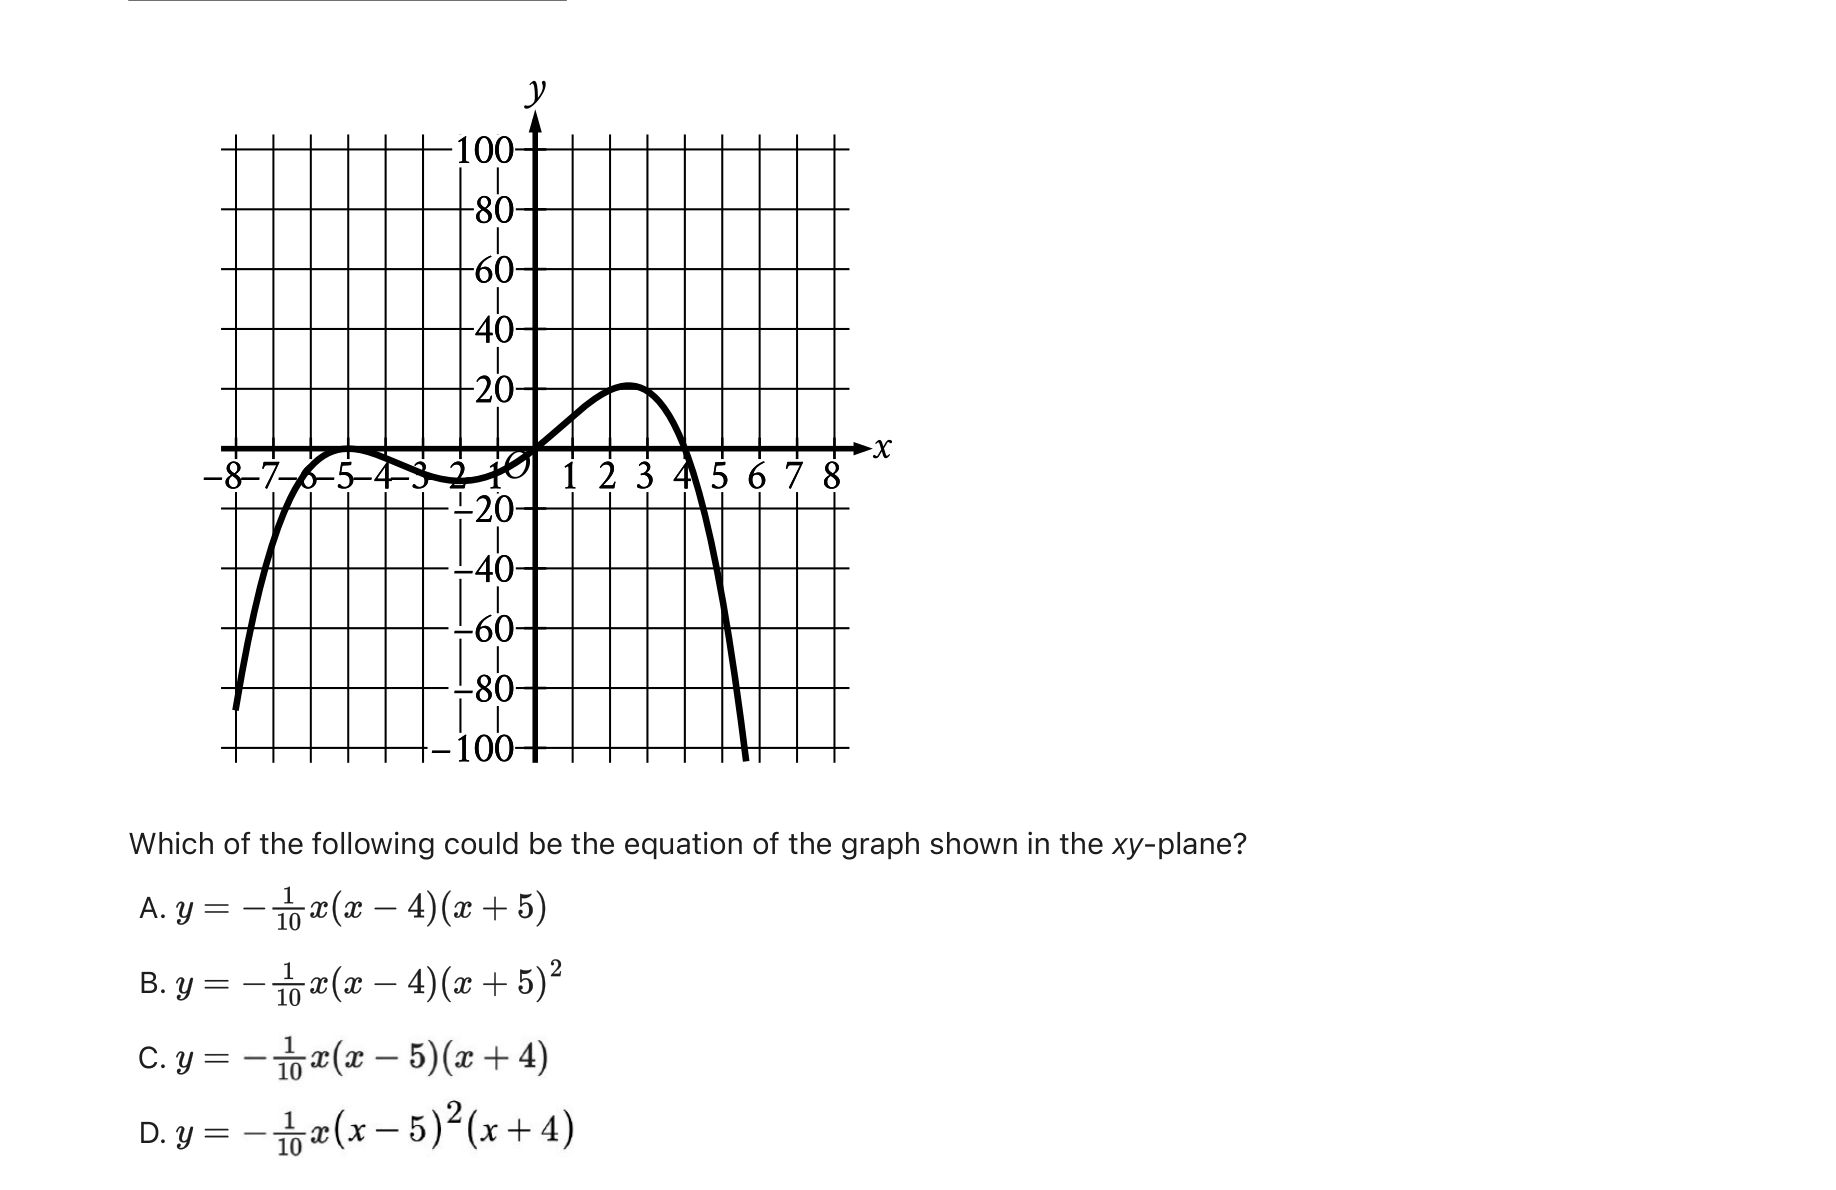 y
100
80
60
40
20
x
−8 −7 −6 −5 −4 −3 2 1 O 1 2 3 4 5 6 7 8
−20
−40
−60
−80
−100
Which of the following could be the equation of the graph shown in the xy-plane?
A. y = −1/10 x(x − 4)(x + 5)
B. y = −1/10 x(x − 4)(x + 5)²
C. y = −1/10 x(x − 5)(x + 4)
D. y = −1/10 x(x − 5)²(x + 4)